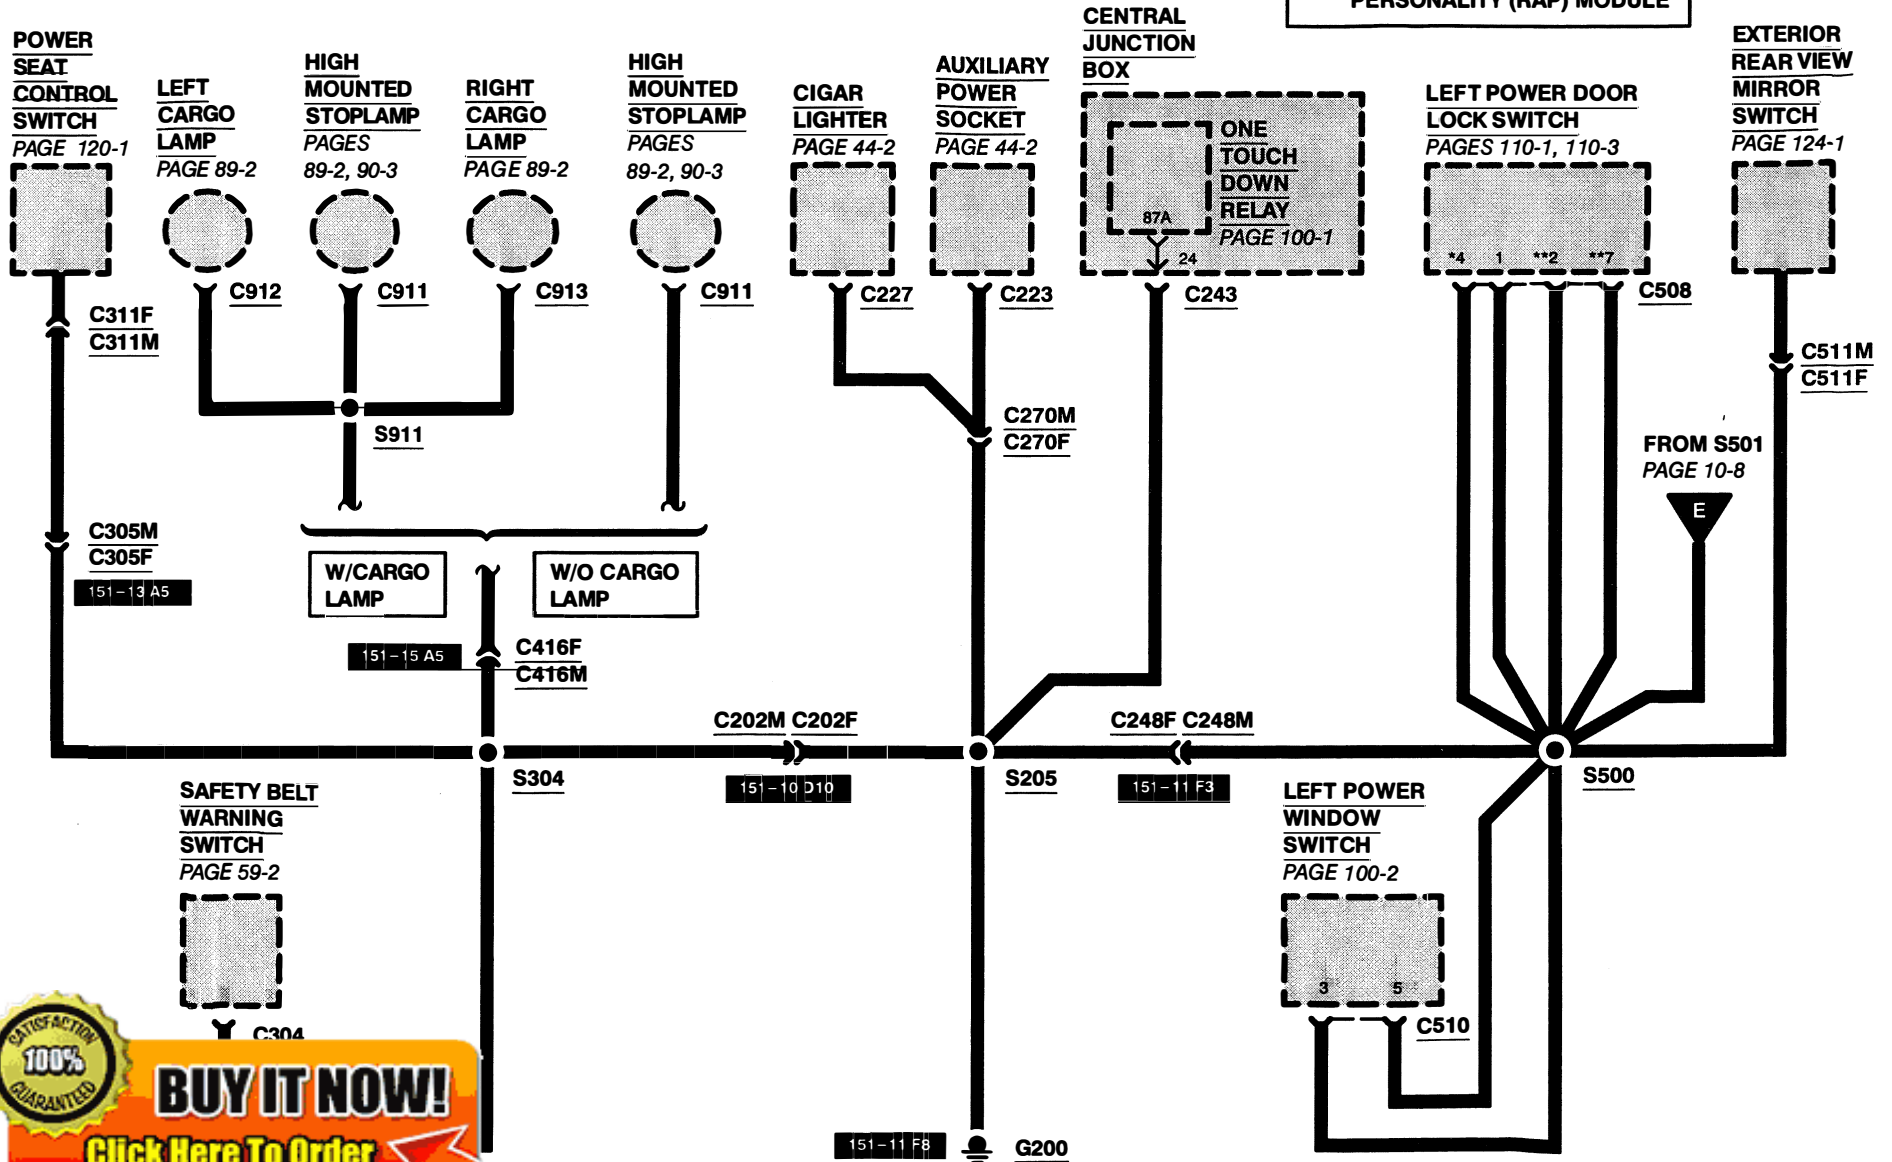 PERSONALITY (RAP) MODULE
POWER
SEAT
CONTROL
SWITCH
PAGE 120-1
LEFT
CARGO
LAMP
PAGE 89-2
HIGH
MOUNTED
STOPLAMP
PAGES
89-2, 90-3
RIGHT
CARGO
LAMP
PAGE 89-2
HIGH
MOUNTED
STOPLAMP
PAGES
89-2, 90-3
CIGAR
LIGHTER
PAGE 44-2
AUXILIARY
POWER
SOCKET
PAGE 44-2
CENTRAL
JUNCTION
BOX
ONE
TOUCH
DOWN
RELAY
PAGE 100-1
87A
24
LEFT POWER DOOR
LOCK SWITCH
PAGES 110-1, 110-3
*4 1 **2 **7
EXTERIOR
REAR VIEW
MIRROR
SWITCH
PAGE 124-1
C912
C911
C913
C911
C227
C223
C243
C508
C311F
C311M
C511M
C511F
S911
C270M
C270F
FROM S501
PAGE 10-8
E
C305M
C305F
151-13 A5
W/CARGO
LAMP
W/O CARGO
LAMP
151-15 A5
C416F
C416M
C202M C202F
C248F C248M
S304
151-10 D10
S205
151-11 F3
S500
SAFETY BELT
WARNING
SWITCH
PAGE 59-2
LEFT POWER
WINDOW
SWITCH
PAGE 100-2
3 5
C510
C304
SATISFACTION
100%
GUARANTEED
BUY IT NOW!
Click Here To Order
151-11 F8
G200